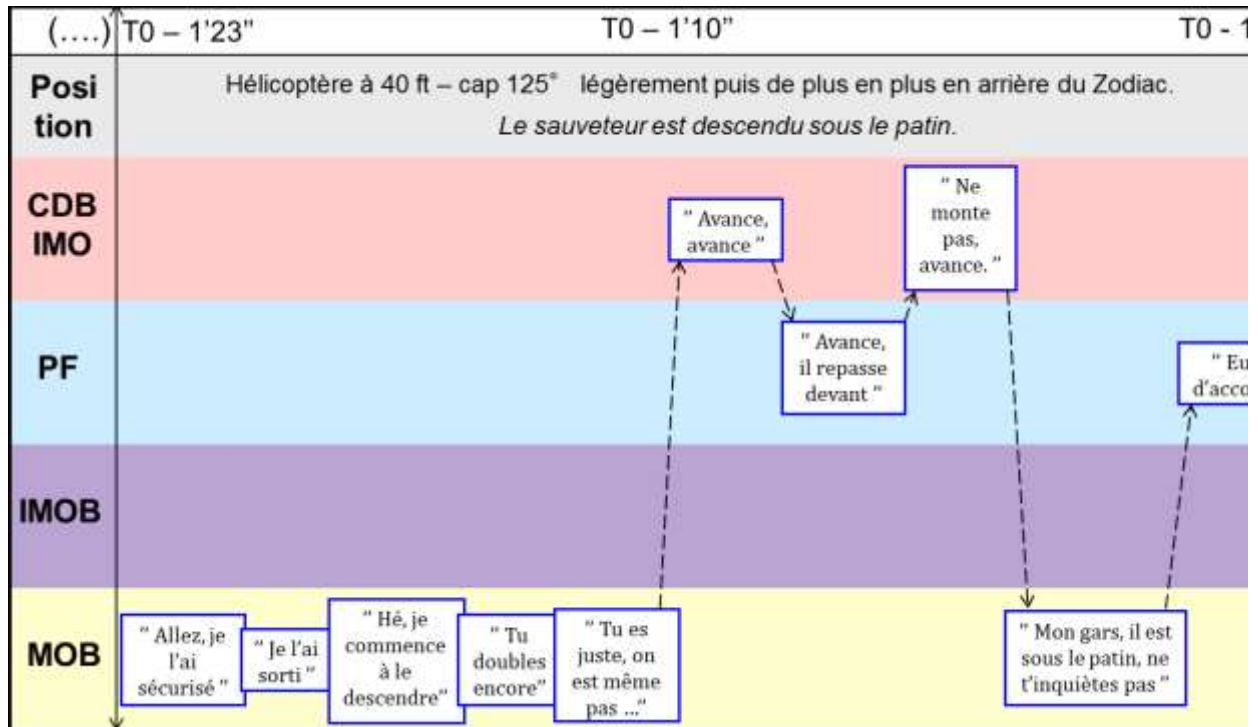 (....) T0 – 1'23” T0 – 1'10” T0 - 1
Posi
tion
Hélicoptère à 40 ft – cap 125° légèrement puis de plus en plus en arrière du Zodiac.
Le sauveteur est descendu sous le patin.
CDB
IMO
” Avance,
avance ”
” Ne
monte
pas,
avance. ”
PF
” Avance,
il repasse
devant ”
” Eu
d'acco
IMOB
MOB
” Allez, je
l'ai
sécurisé ”
” Je l'ai
sorti ”
” Hé, je
commence
à le
descendre”
” Tu
doubles
encore”
” Tu es
juste, on
est même
pas ...”
” Mon gars, il est
sous le patin, ne
t'inquiètes pas ”